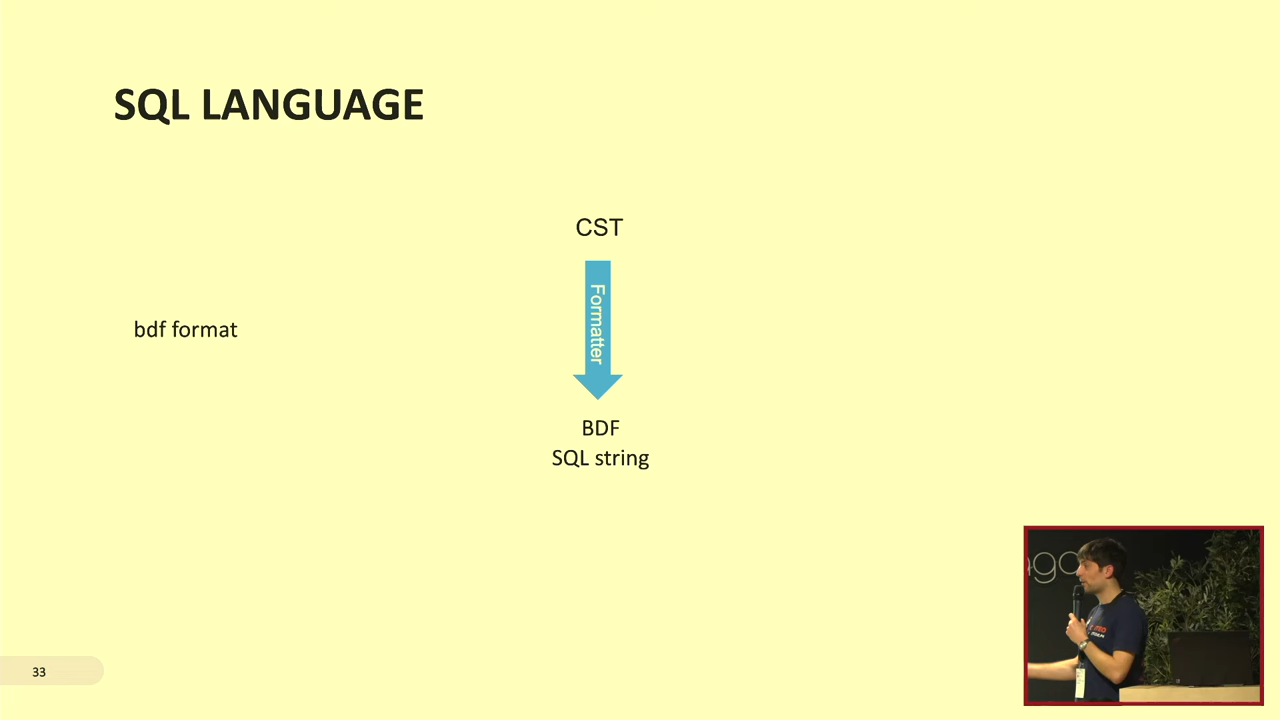 SQL LANGUAGE
CST
Formatter
bdf format
BDF
SQL string
33